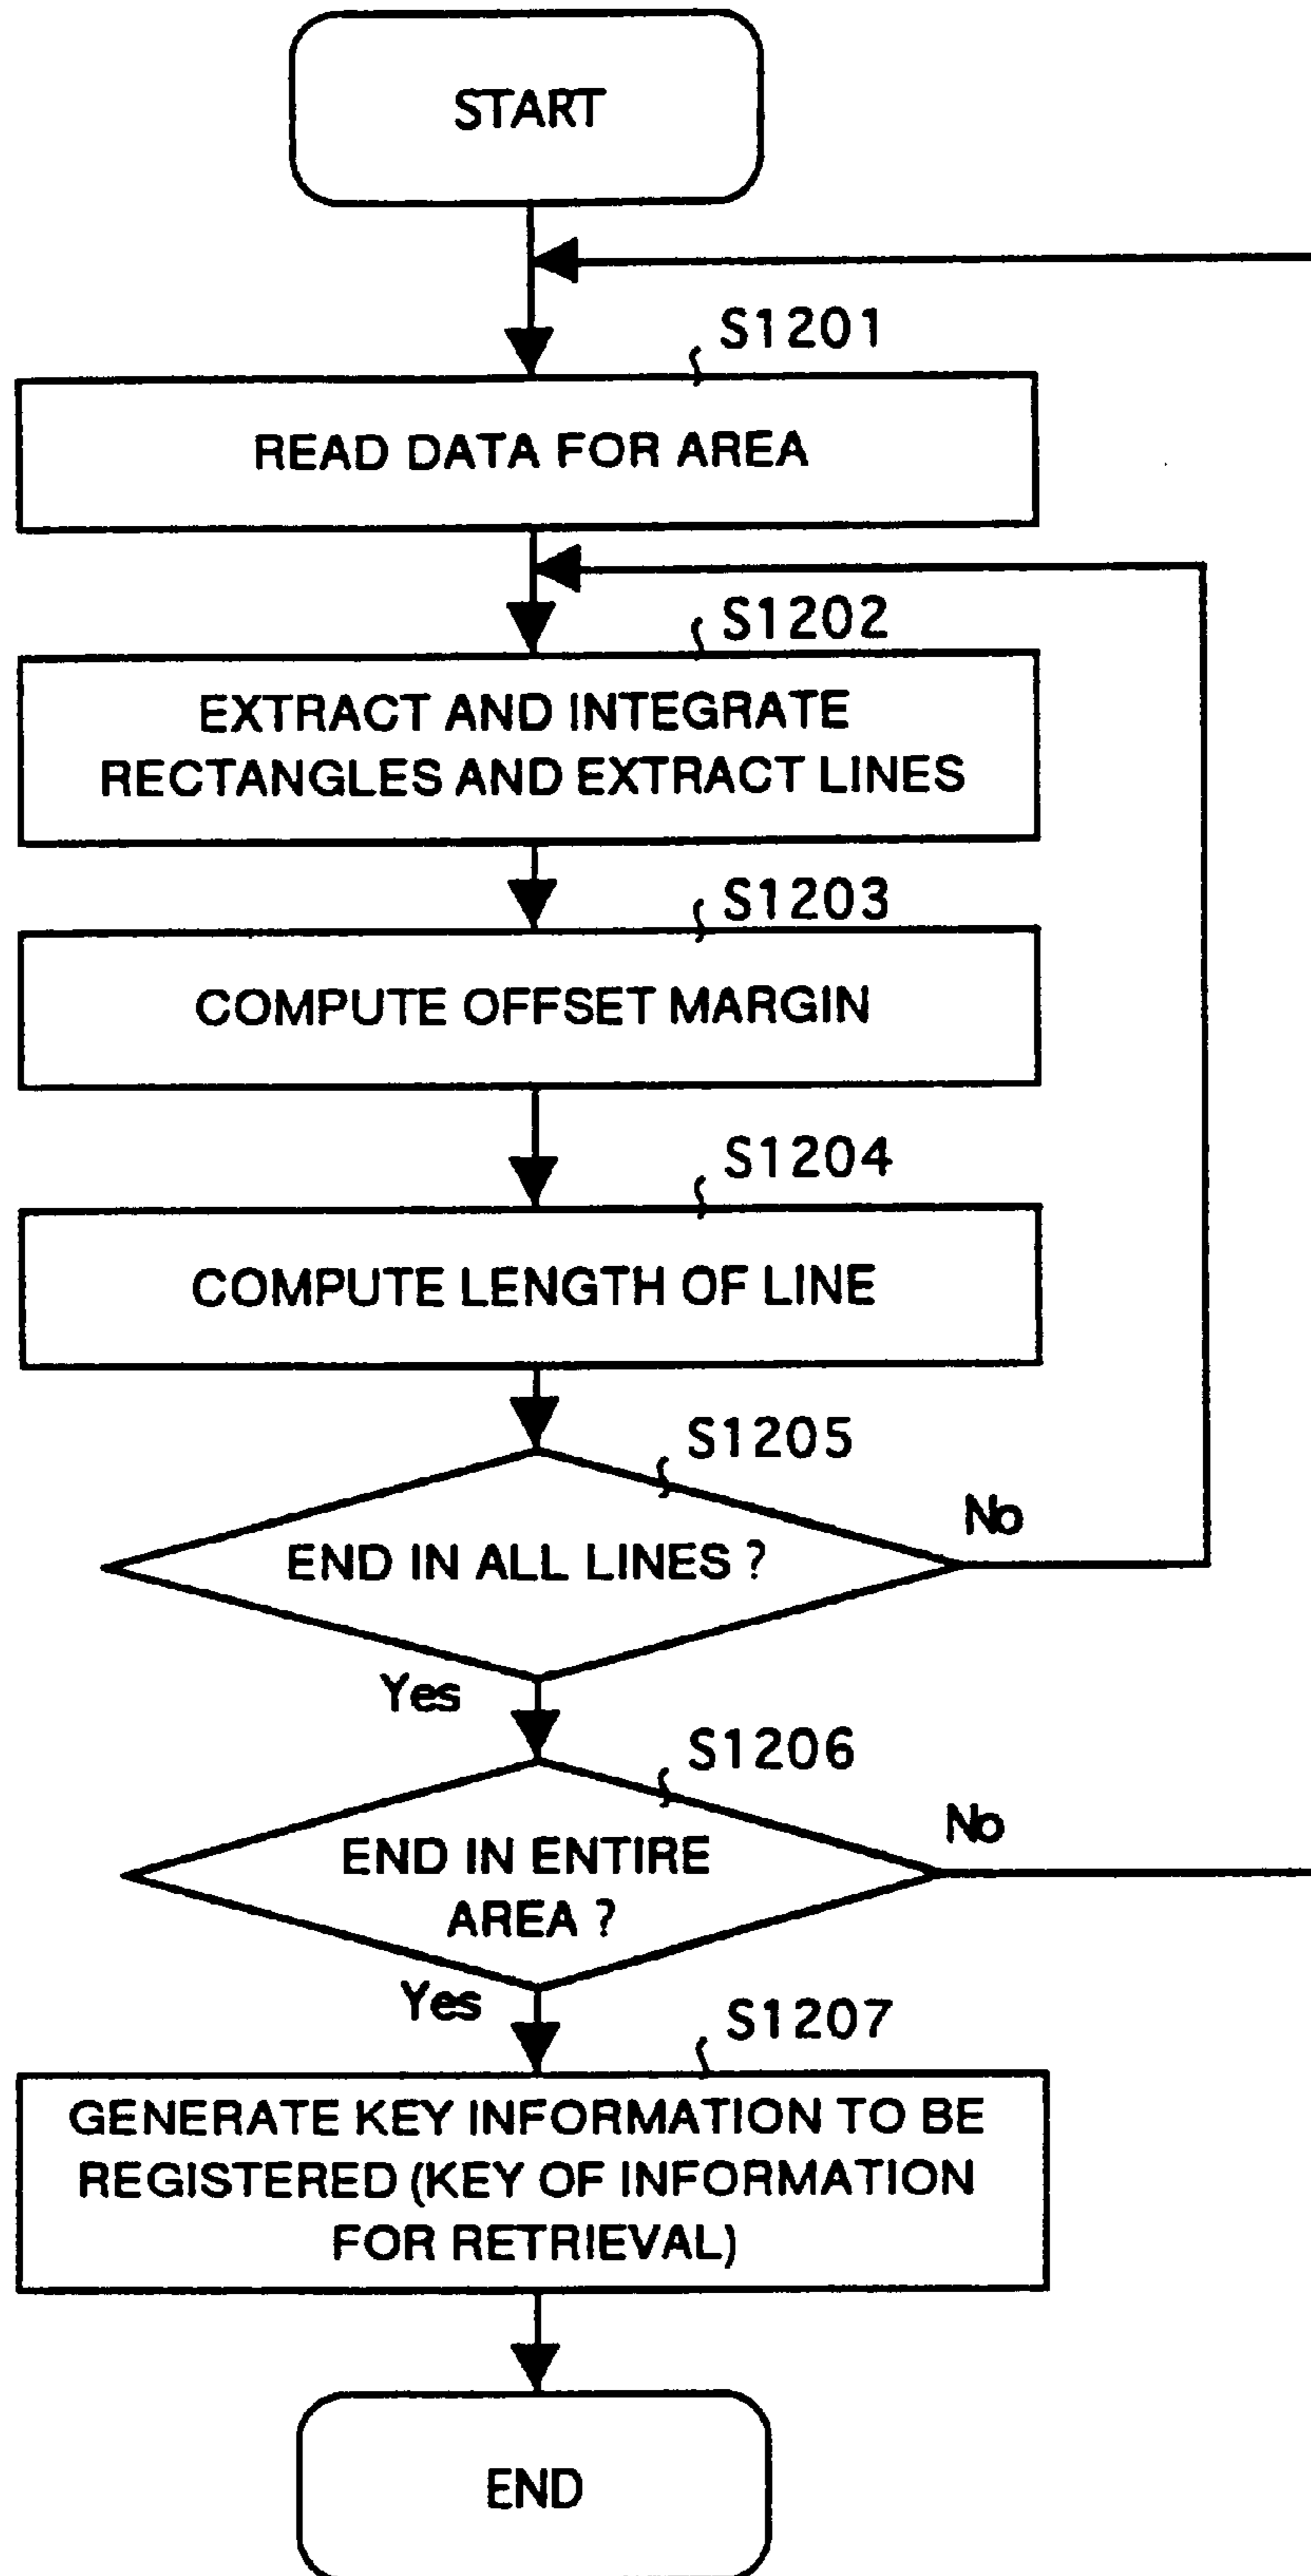 START
S1201
READ DATA FOR AREA
S1202
EXTRACT AND INTEGRATE
RECTANGLES AND EXTRACT LINES
S1203
COMPUTE OFFSET MARGIN
S1204
COMPUTE LENGTH OF LINE
S1205
END IN ALL LINES ?
No
Yes
S1206
END IN ENTIRE
AREA ?
No
Yes
S1207
GENERATE KEY INFORMATION TO BE
REGISTERED (KEY OF INFORMATION
FOR RETRIEVAL)
END